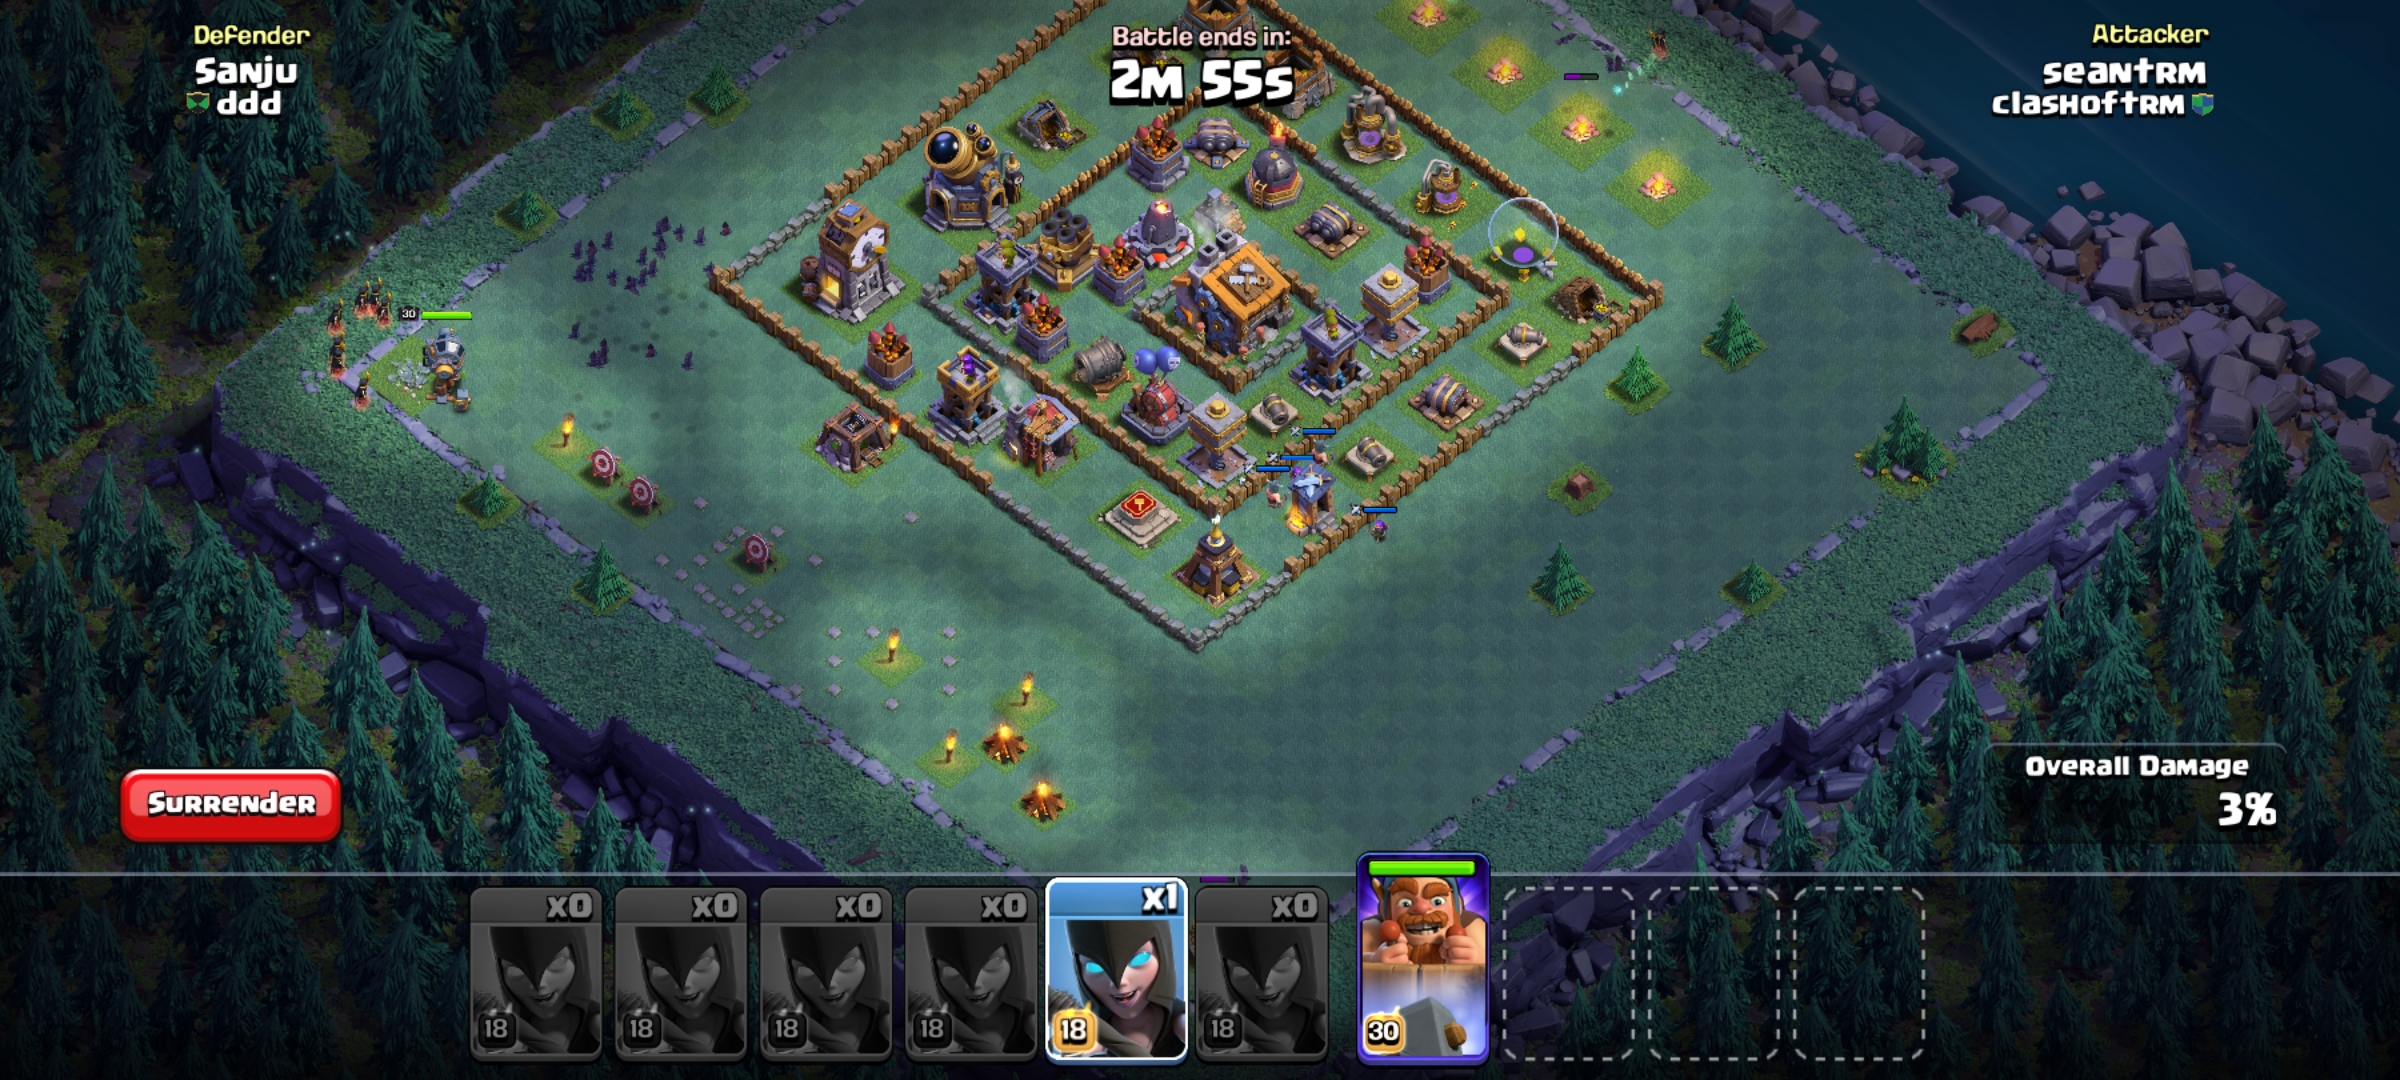 Defender
Sanju
ddd
Battle ends in:
2M 55s
Attacker
seantRM
clashoftRM
30
Surrender
Overall Damage
3%
x0
x0
x0
x0
x1
x0
18
18
18
18
18
18
30